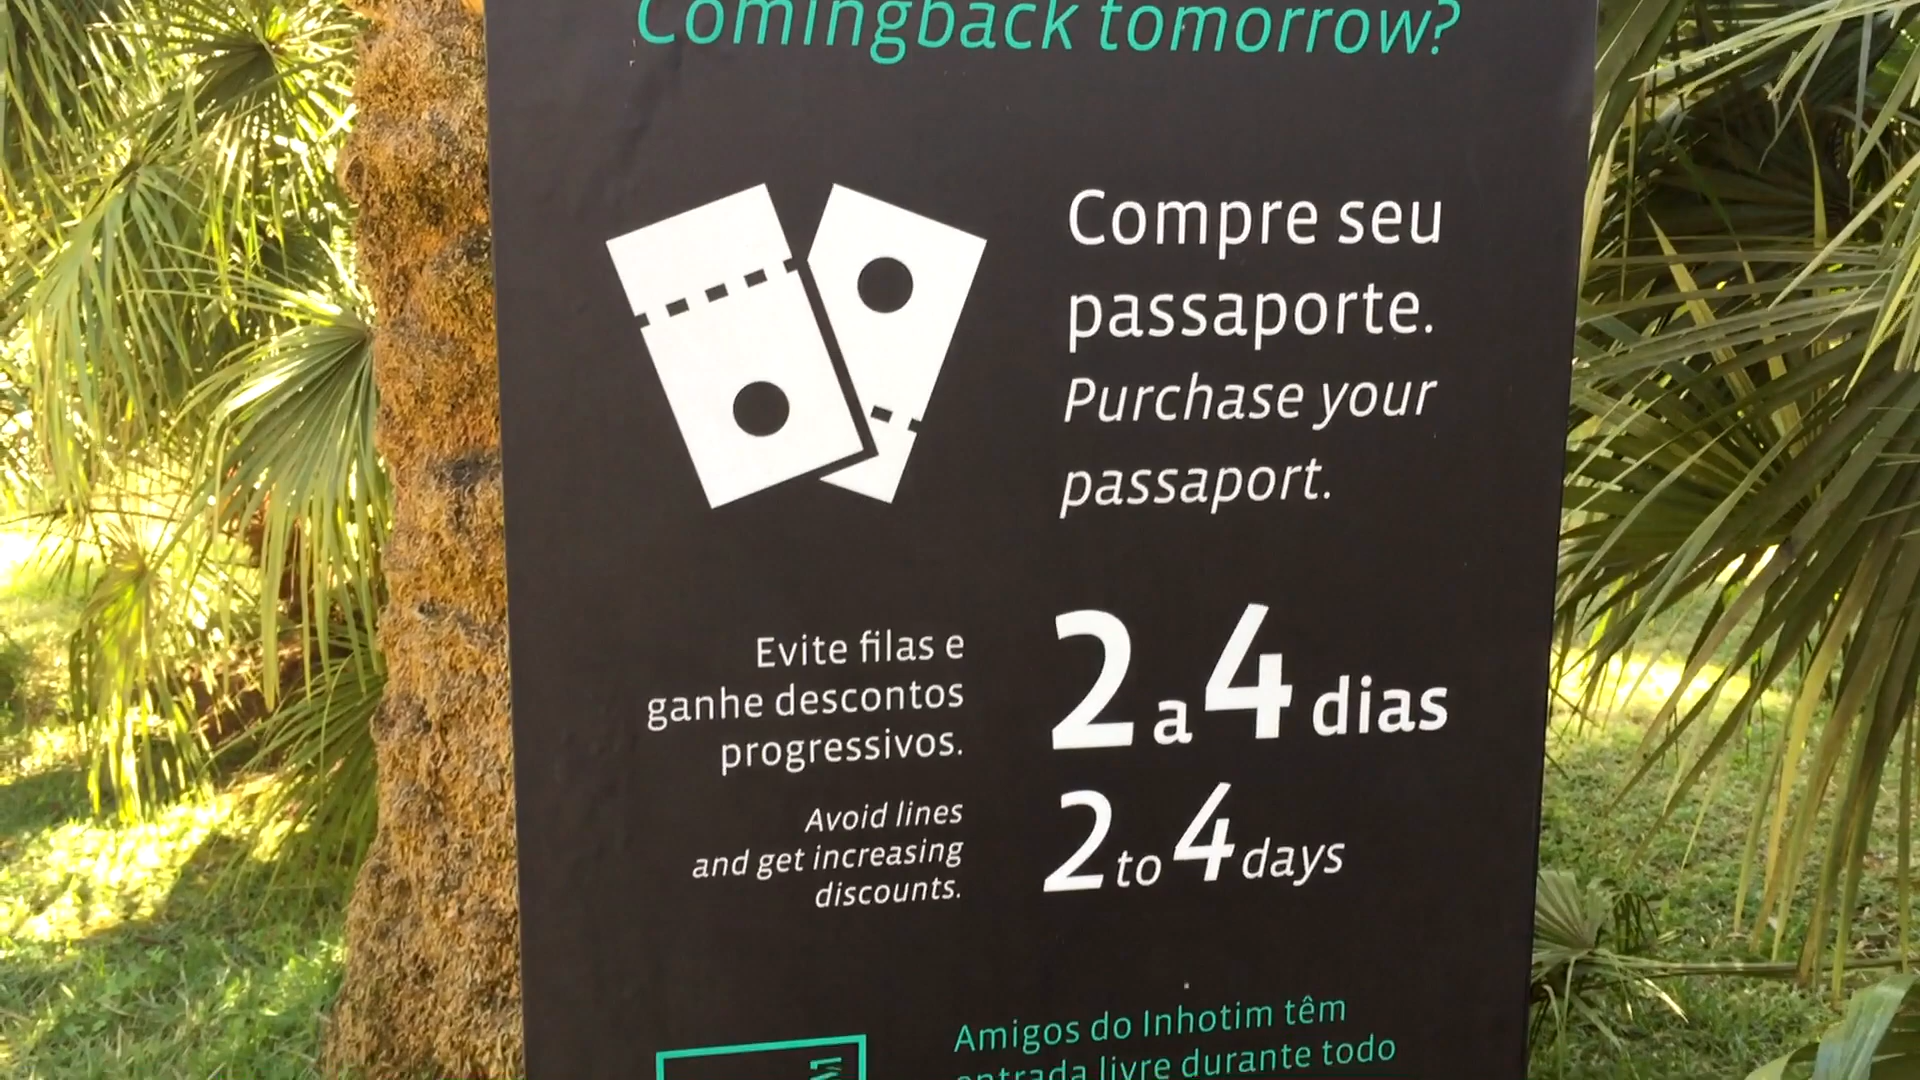 Comingback tomorrow?
Compre seu
passaporte.
Purchase your
passaport.
Evite filas e
ganhe descontos
progressivos.
Avoid lines
and get increasing
discounts.
2 a 4 dias
2 to 4 days
Amigos do Inhotim têm
entrada livre durante todo